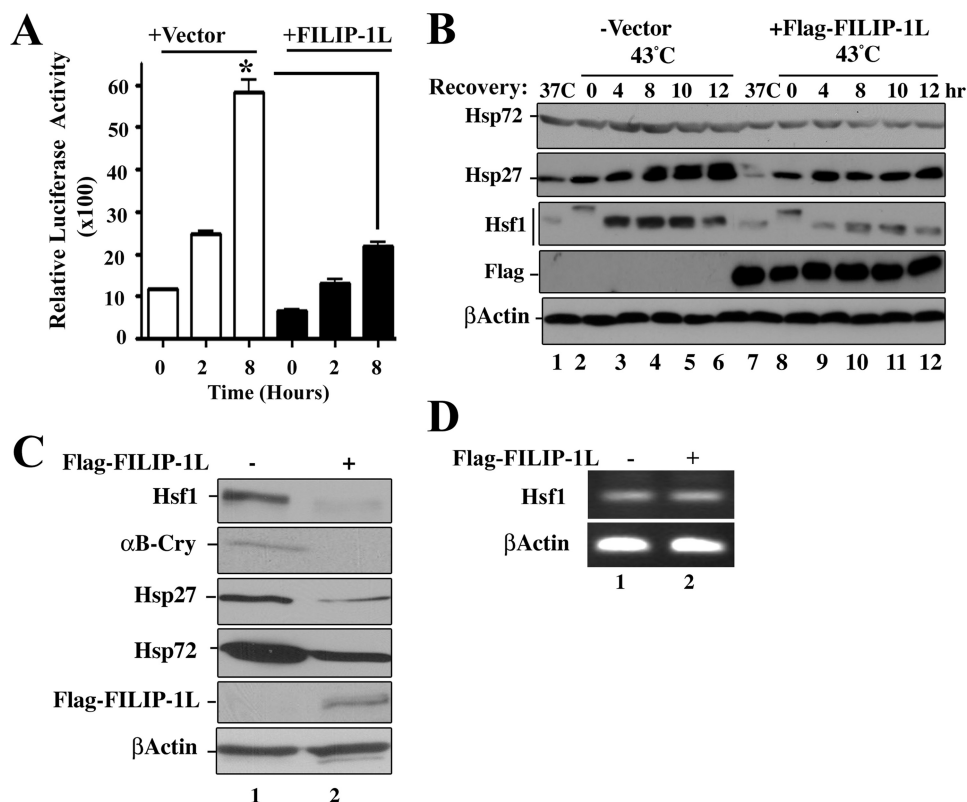 A
+Vector +FILIP-1L
*
Relative Luciferase Activity
(x100)
60
50
40
30
20
10
0
0 2 8 0 2 8
Time (Hours)
B
-Vector +Flag-FILIP-1L
43°C 43°C
Recovery: 37C 0 4 8 10 12 37C 0 4 8 10 12 hr
Hsp72
Hsp27
Hsf1
Flag
βActin
1 2 3 4 5 6 7 8 9 10 11 12
C
Flag-FILIP-1L - +
Hsf1
αB-Cry
Hsp27
Hsp72
Flag-FILIP-1L
βActin
1 2
D
Flag-FILIP-1L - +
Hsf1
βActin
1 2